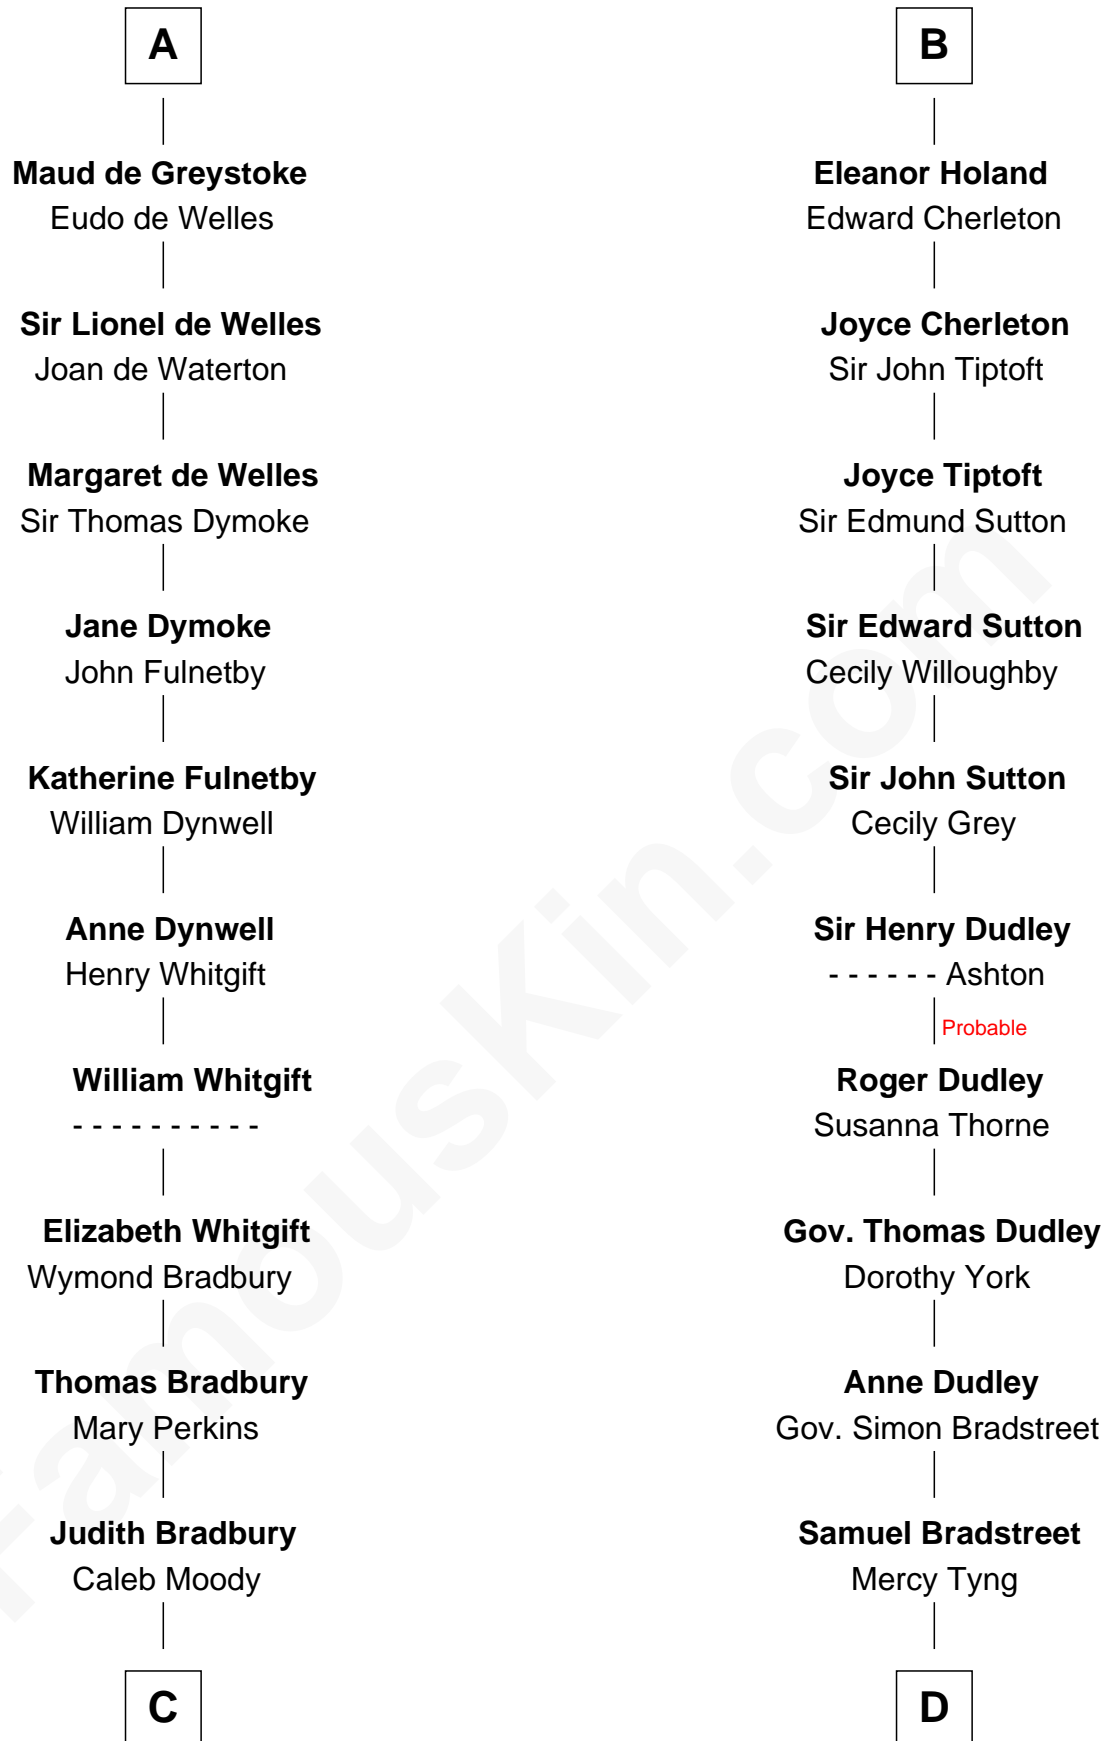 A
Maud de Greystoke
Eudo de Welles
Sir Lionel de Welles
Joan de Waterton
Margaret de Welles
Sir Thomas Dymoke
Jane Dymoke
John Fulnetby
Katherine Fulnetby
William Dynwell
Anne Dynwell
Henry Whitgift
William Whitgift
- - - - - - - - - -
Elizabeth Whitgift
Wymond Bradbury
Thomas Bradbury
Mary Perkins
Judith Bradbury
Caleb Moody
C
B
Eleanor Holand
Edward Cherleton
Joyce Cherleton
Sir John Tiptoft
Joyce Tiptoft
Sir Edmund Sutton
Sir Edward Sutton
Cecily Willoughby
Sir John Sutton
Cecily Grey
Sir Henry Dudley
- - - - - - Ashton
Probable
Roger Dudley
Susanna Thorne
Gov. Thomas Dudley
Dorothy York
Anne Dudley
Gov. Simon Bradstreet
Samuel Bradstreet
Mercy Tyng
D
FamousKin.com